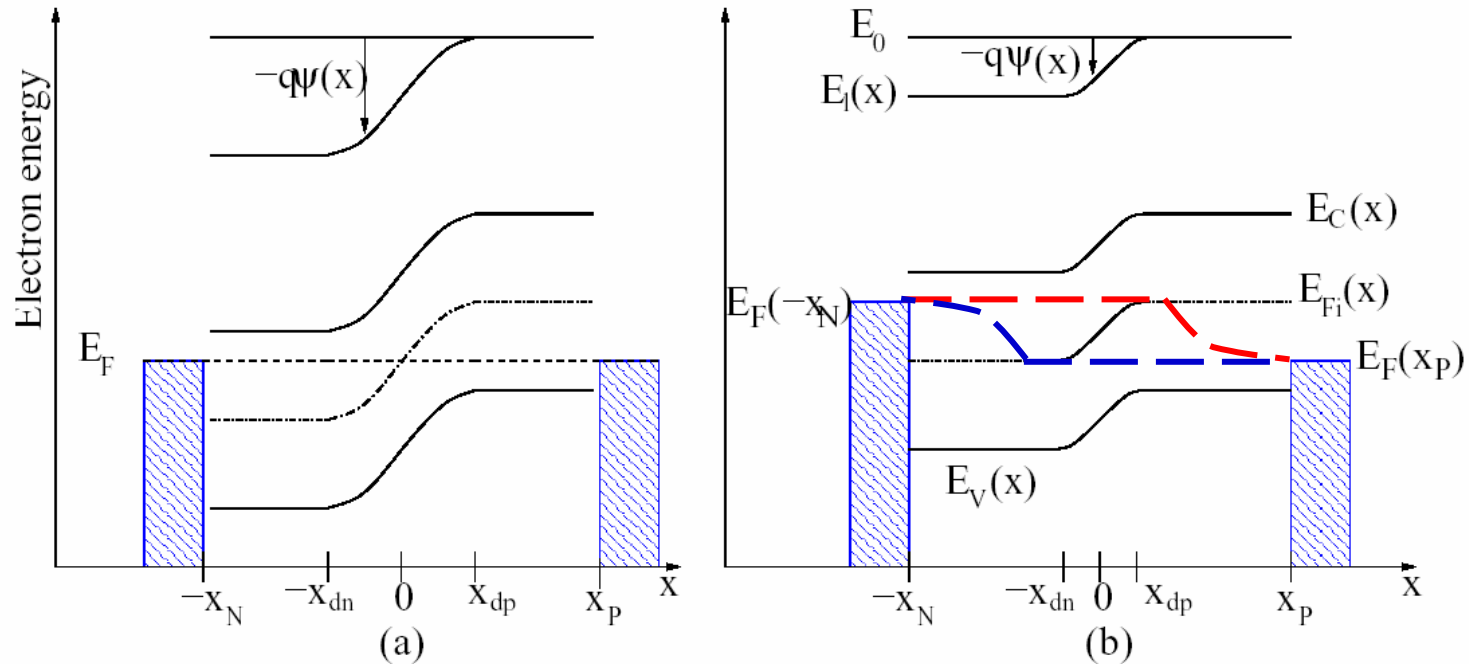 Electron energy
−qψ(x)
E_F
−x_N −x_dn 0 x_dp x_P x
(a)
E_0
−qψ(x)
E_l(x)
E_C(x)
E_F(−x_N)
E_Fi(x)
E_F(x_P)
E_V(x)
−x_N −x_dn 0 x_dp x_P x
(b)